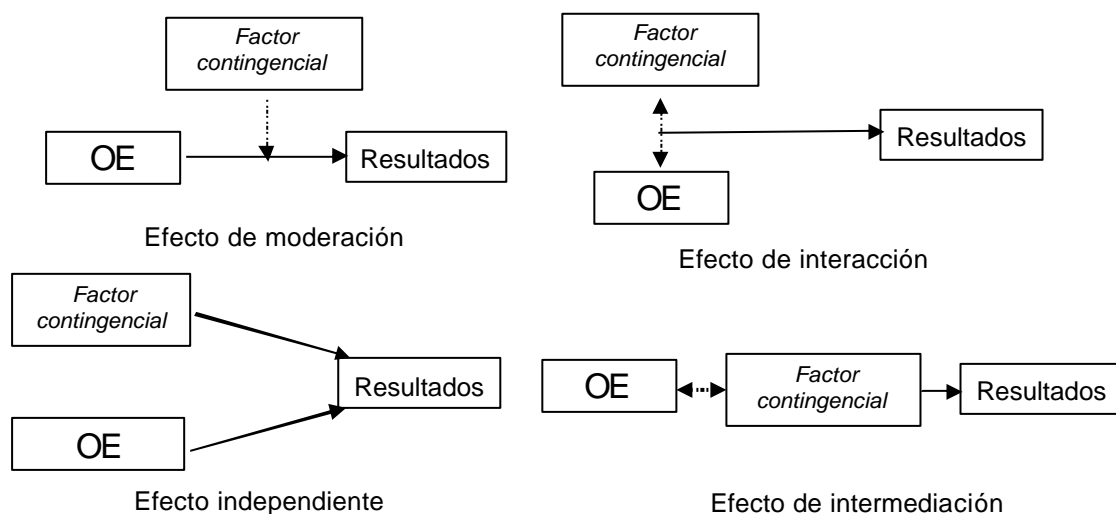 Factor
contingencial
OE
Resultados
Efecto de moderación
Factor
contingencial
Resultados
OE
Efecto de interacción
Factor
contingencial
Resultados
OE
Efecto independiente
OE
Factor
contingencial
Resultados
Efecto de intermediación